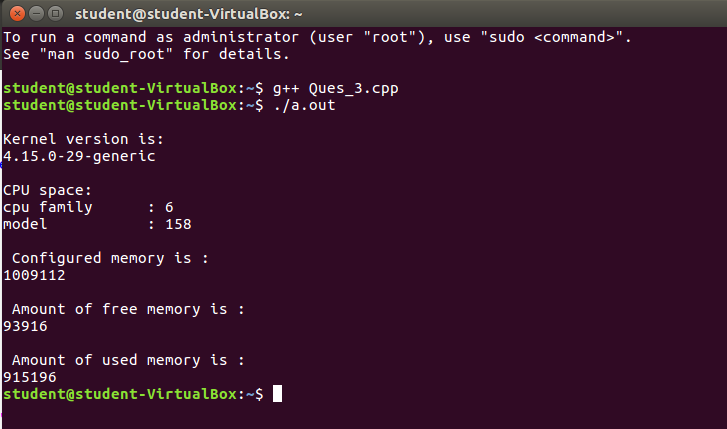 student@student-VirtualBox: ~
To run a command as administrator (user "root"), use "sudo <command>".
See "man sudo_root" for details.
student@student-VirtualBox:~$ g++ Ques_3.cpp
student@student-VirtualBox:~$ ./a.out
Kernel version is:
4.15.0-29-generic
CPU space:
cpu family      : 6
model           : 158
 Configured memory is :
1009112
 Amount of free memory is :
93916
 Amount of used memory is :
915196
student@student-VirtualBox:~$